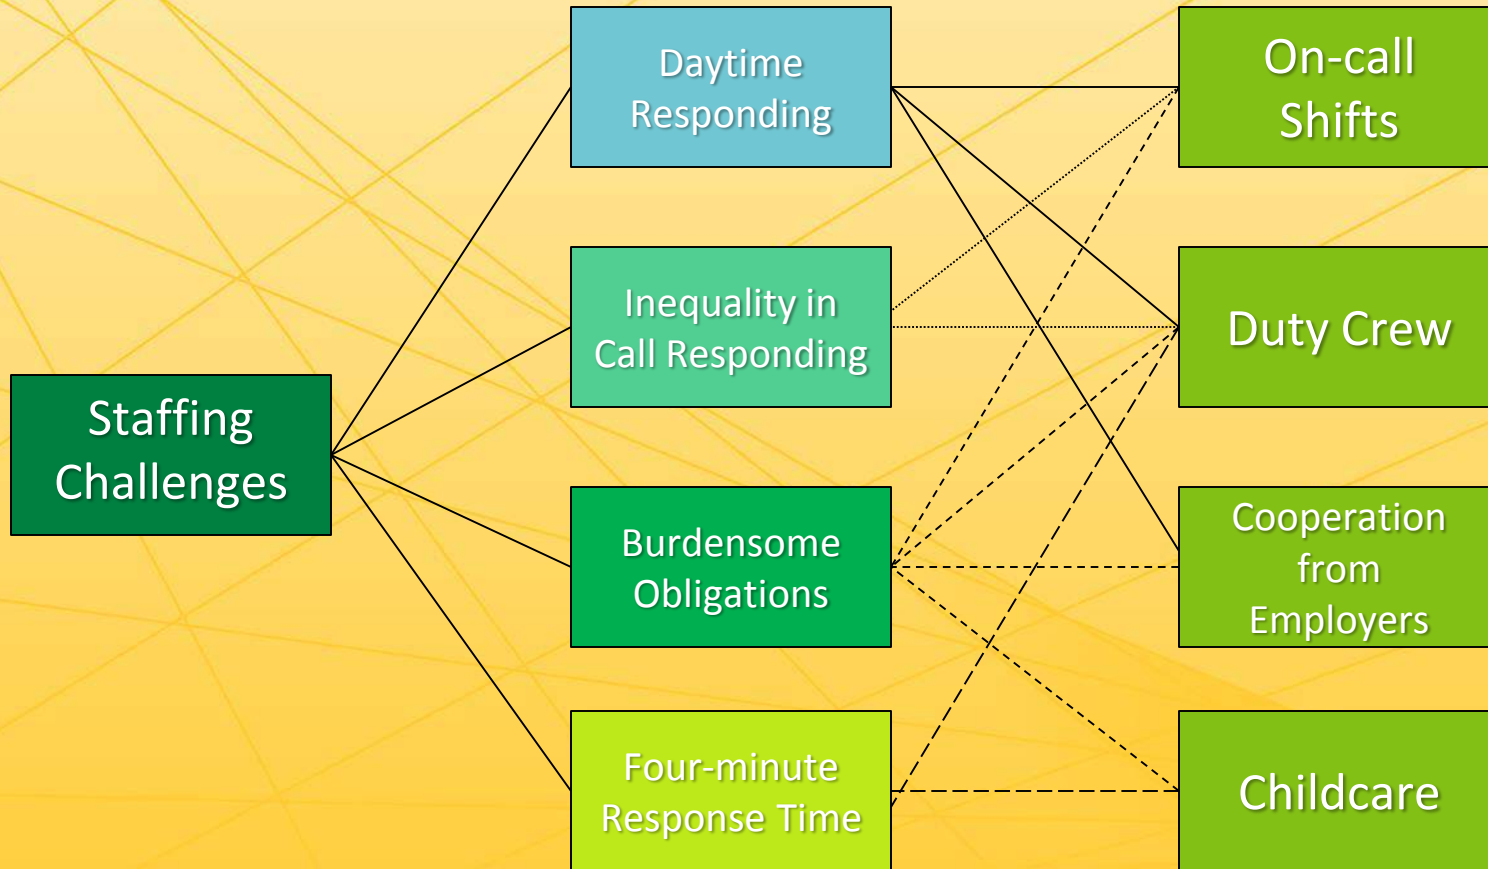 Staffing
Challenges
Daytime
Responding
Inequality in
Call Responding
Burdensome
Obligations
Four-minute
Response Time
On-call
Shifts
Duty Crew
Cooperation
from
Employers
Childcare